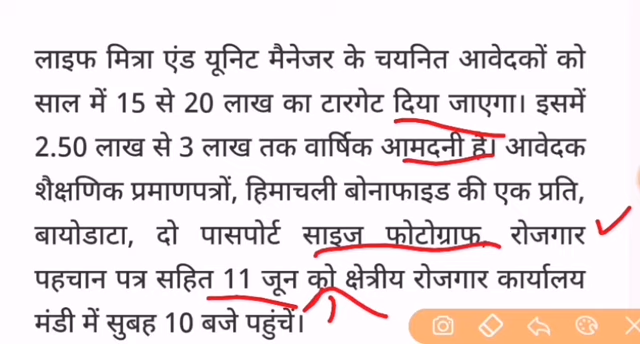 लाइफ मित्रा एंड यूनिट मैनेजर के चयनित आवेदकों को
साल में 15 से 20 लाख का टारगेट दिया जाएगा। इसमें
2.50 लाख से 3 लाख तक वार्षिक आमदनी है। आवेदक
शैक्षणिक प्रमाणपत्रों, हिमाचली बोनाफाइड की एक प्रति,
बायोडाटा, दो पासपोर्ट साइज फोटोग्राफ, रोजगार
पहचान पत्र सहित 11 जून को क्षेत्रीय रोजगार कार्यालय
मंडी में सुबह 10 बजे पहुंचें।